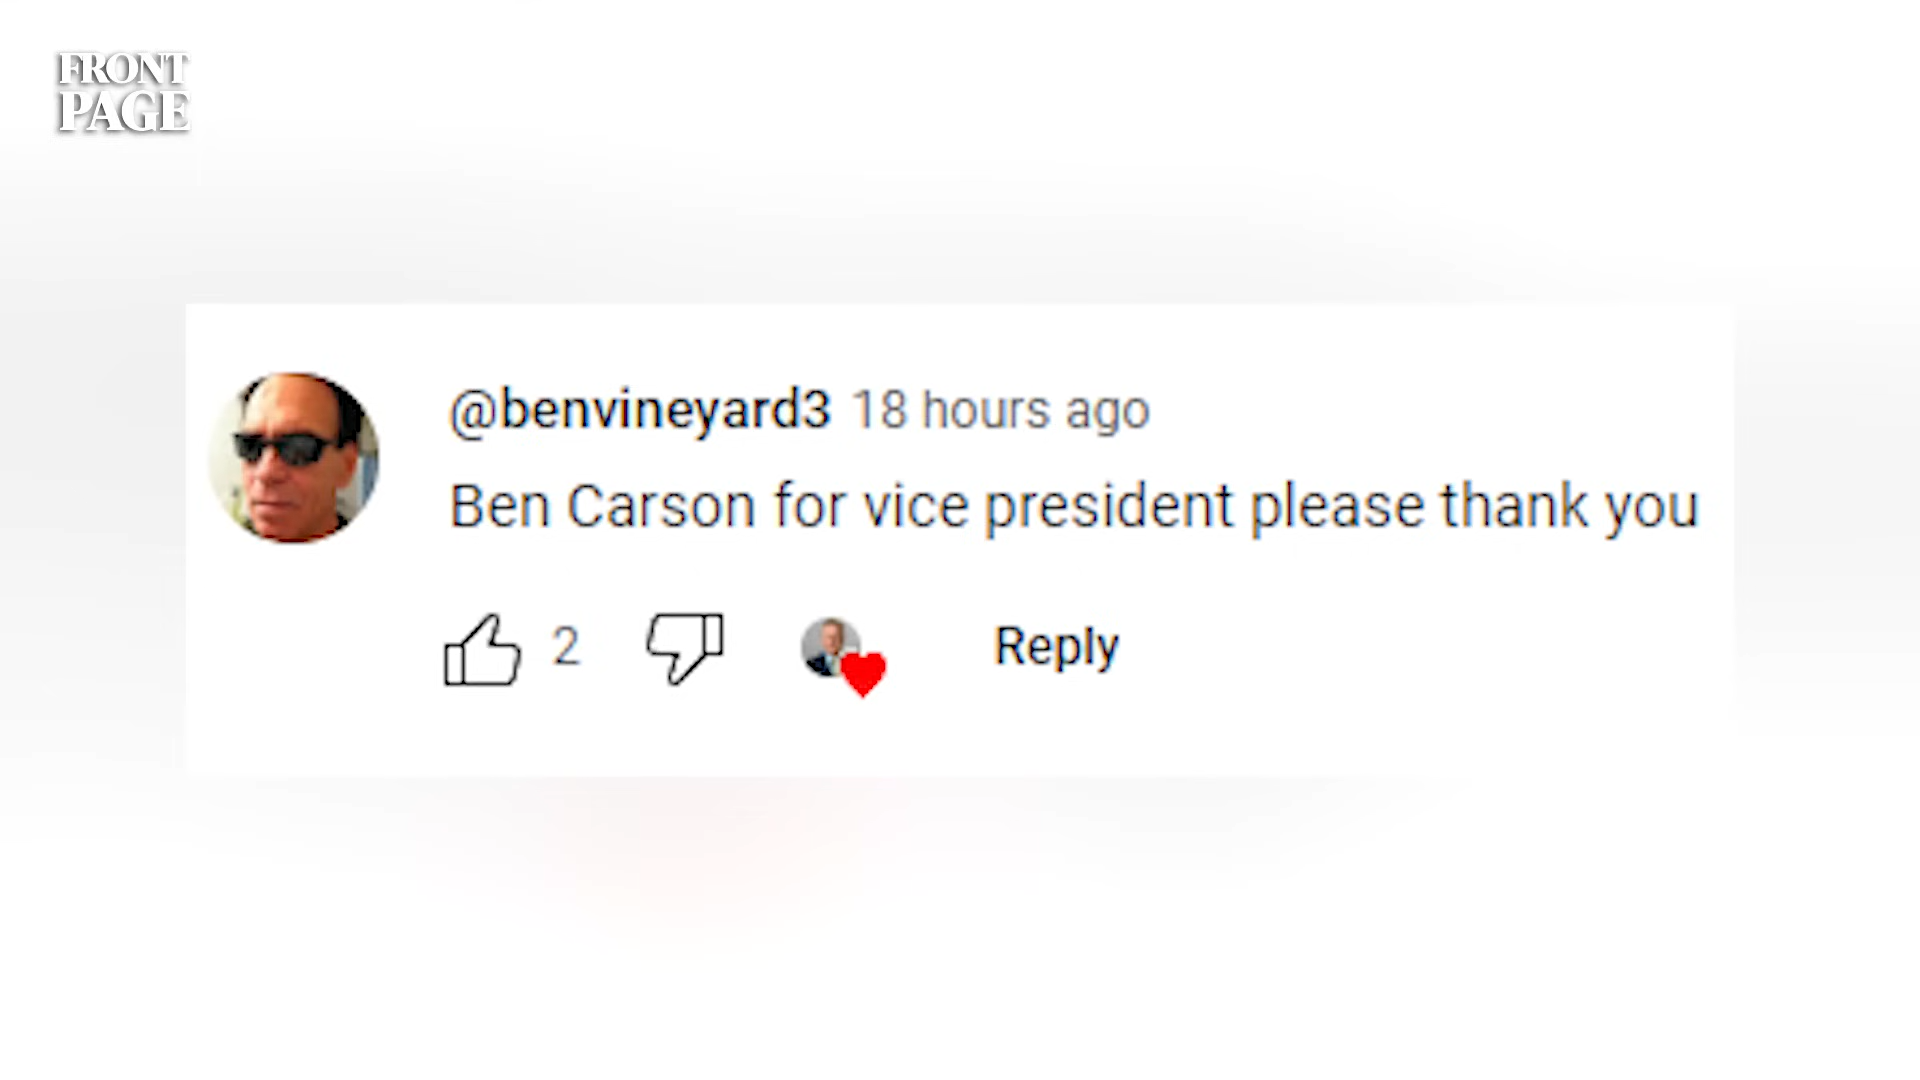 FRONT
PAGE
@benvineyard3 18 hours ago
Ben Carson for vice president please thank you
2 Reply